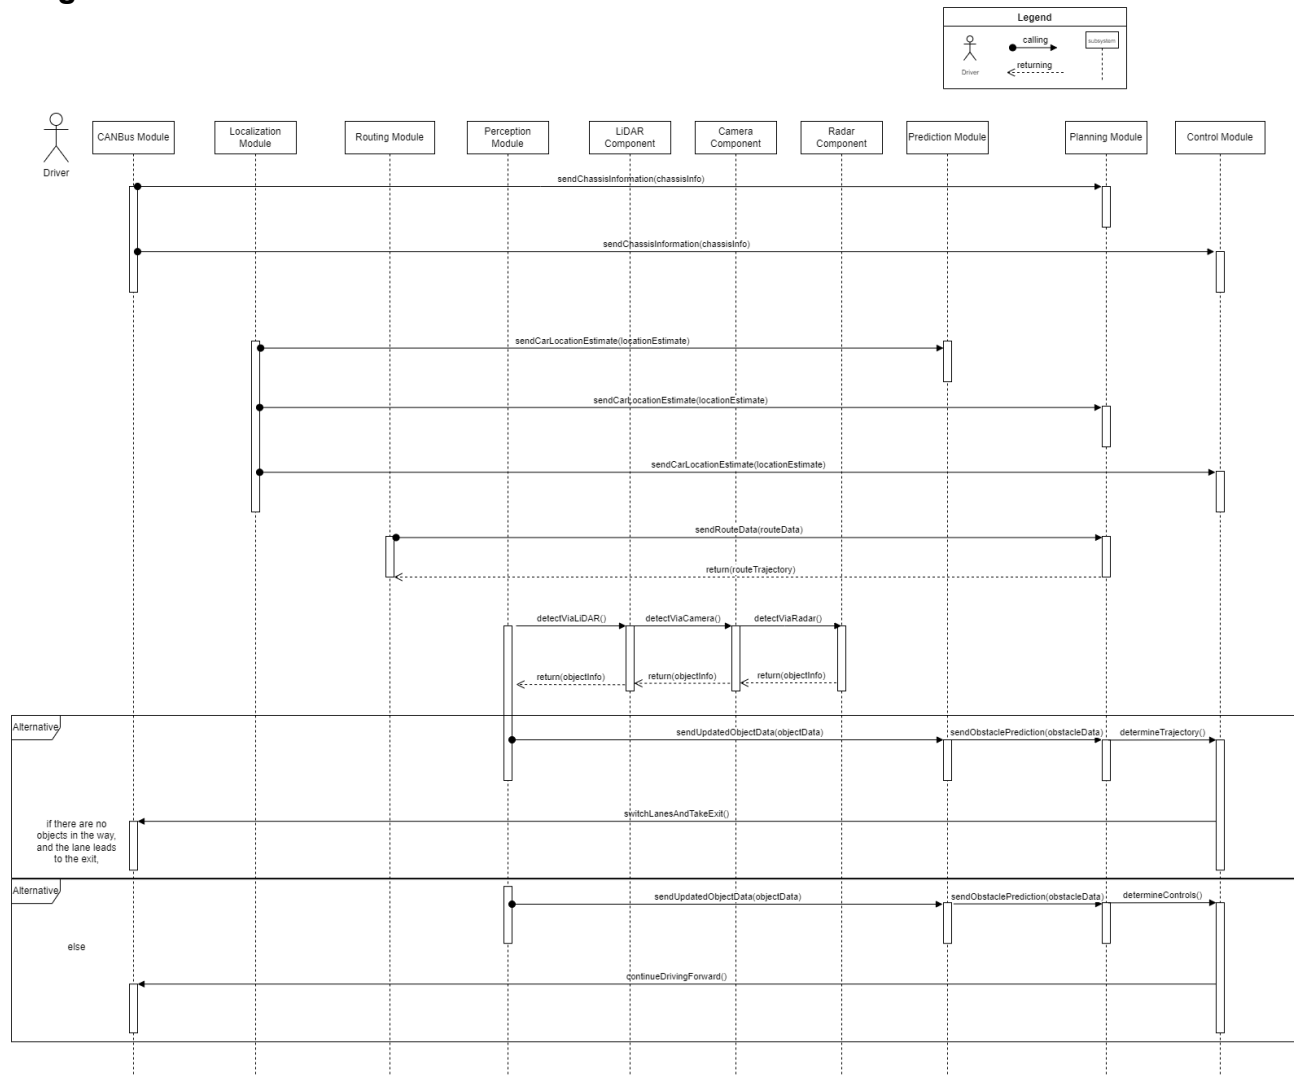 Legend
calling
subsystem
returning
Driver
Driver
CANBus Module
Localization
Module
Routing Module
Perception
Module
LiDAR
Component
Camera
Component
Radar
Component
Prediction Module
Planning Module
Control Module
sendChassisInformation(chassisInfo)
sendChassisInformation(chassisInfo)
sendCarLocationEstimate(locationEstimate)
sendCarLocationEstimate(locationEstimate)
sendCarLocationEstimate(locationEstimate)
sendRouteData(routeData)
return(routeTrajectory)
detectViaLiDAR()
detectViaCamera()
detectViaRadar()
return(objectInfo)
return(objectInfo)
return(objectInfo)
Alternative
sendUpdatedObjectData(objectData)
sendObstaclePrediction(obstacleData)
determineTrajectory()
switchLanesAndTakeExit()
if there are no
objects in the way,
and the lane leads
to the exit,
Alternative
sendUpdatedObjectData(objectData)
sendObstaclePrediction(obstacleData)
determineControls()
else
continueDrivingForward()